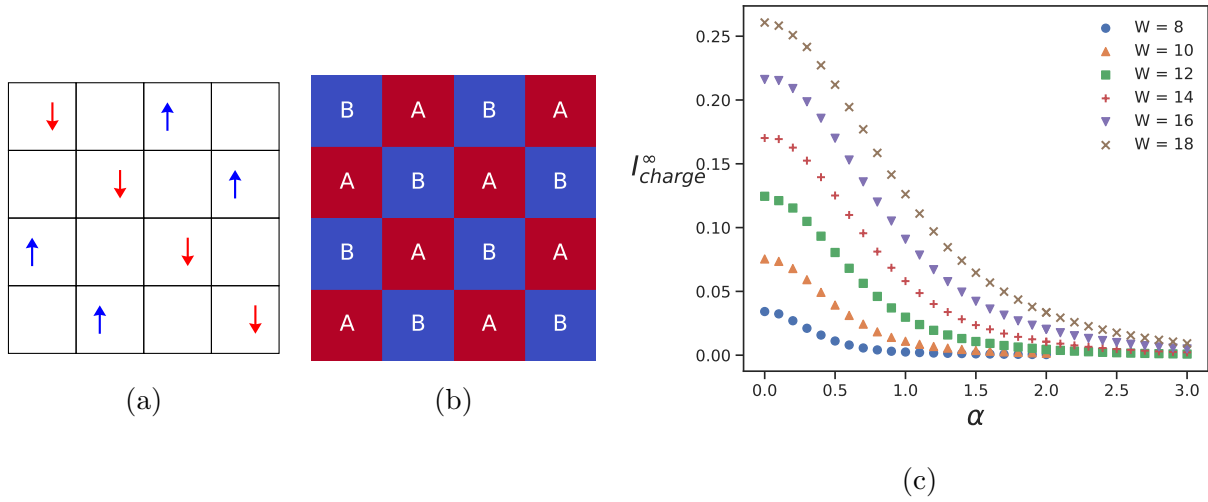 B A B A
A B A B
B A B A
A B A B
(a)
(b)
I^∞_charge
0.25
0.20
0.15
0.10
0.05
0.00
0.0 0.5 1.0 1.5 2.0 2.5 3.0
α
W = 8
W = 10
W = 12
W = 14
W = 16
W = 18
(c)